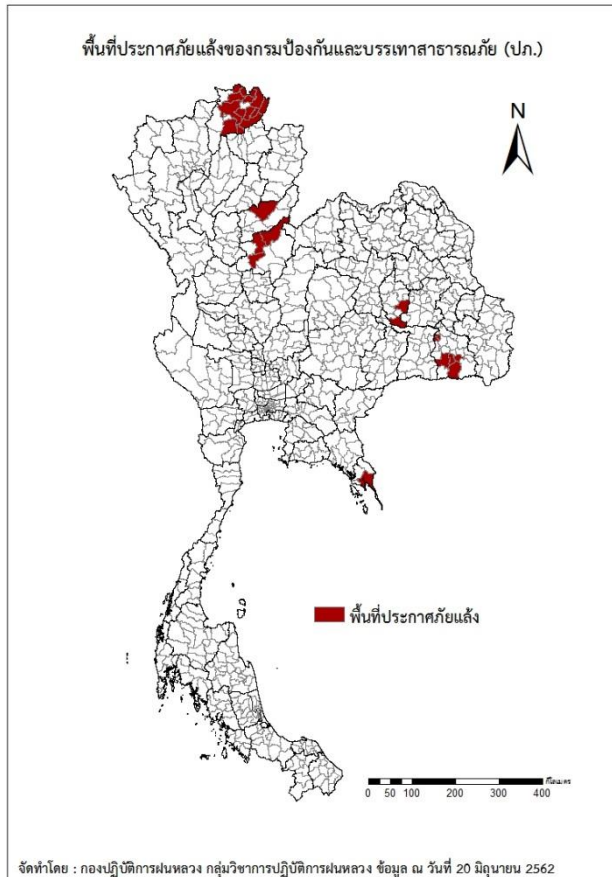 พื้นที่ประกาศภัยแล้งของกรมป้องกันและบรรเทาสาธารณภัย (ปภ.)
N
พื้นที่ประกาศภัยแล้ง
กิโลเมตร
0 50 100 200 300 400
จัดทำโดย : กองปฏิบัติการฝนหลวง กลุ่มวิชาการปฏิบัติการฝนหลวง ข้อมูล ณ วันที่ 20 มิถุนายน 2562